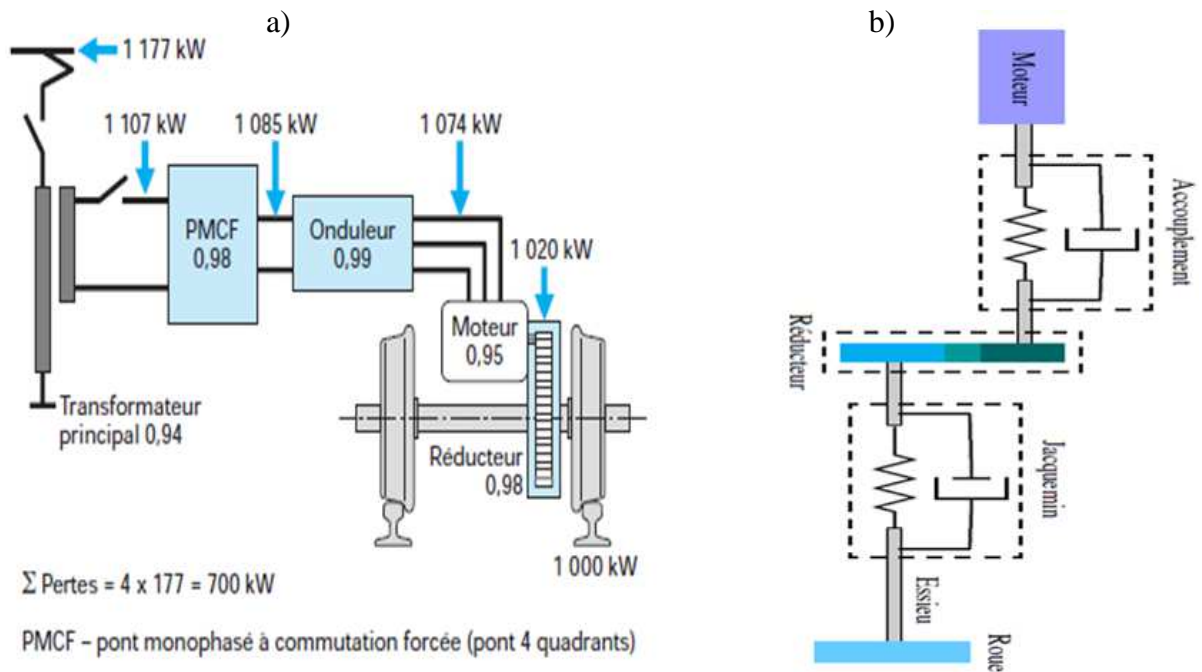 a)
1 177 kW
1 107 kW
1 085 kW
1 074 kW
PMCF
0,98
Onduleur
0,99
1 020 kW
Moteur
0,95
Transformateur
principal 0,94
Réducteur
0,98
1 000 kW
Σ Pertes = 4 x 177 = 700 kW
PMCF – pont monophasé à commutation forcée (pont 4 quadrants)
b)
Moteur
Accouplement
Réducteur
Jacquemin
Essieu
Roue